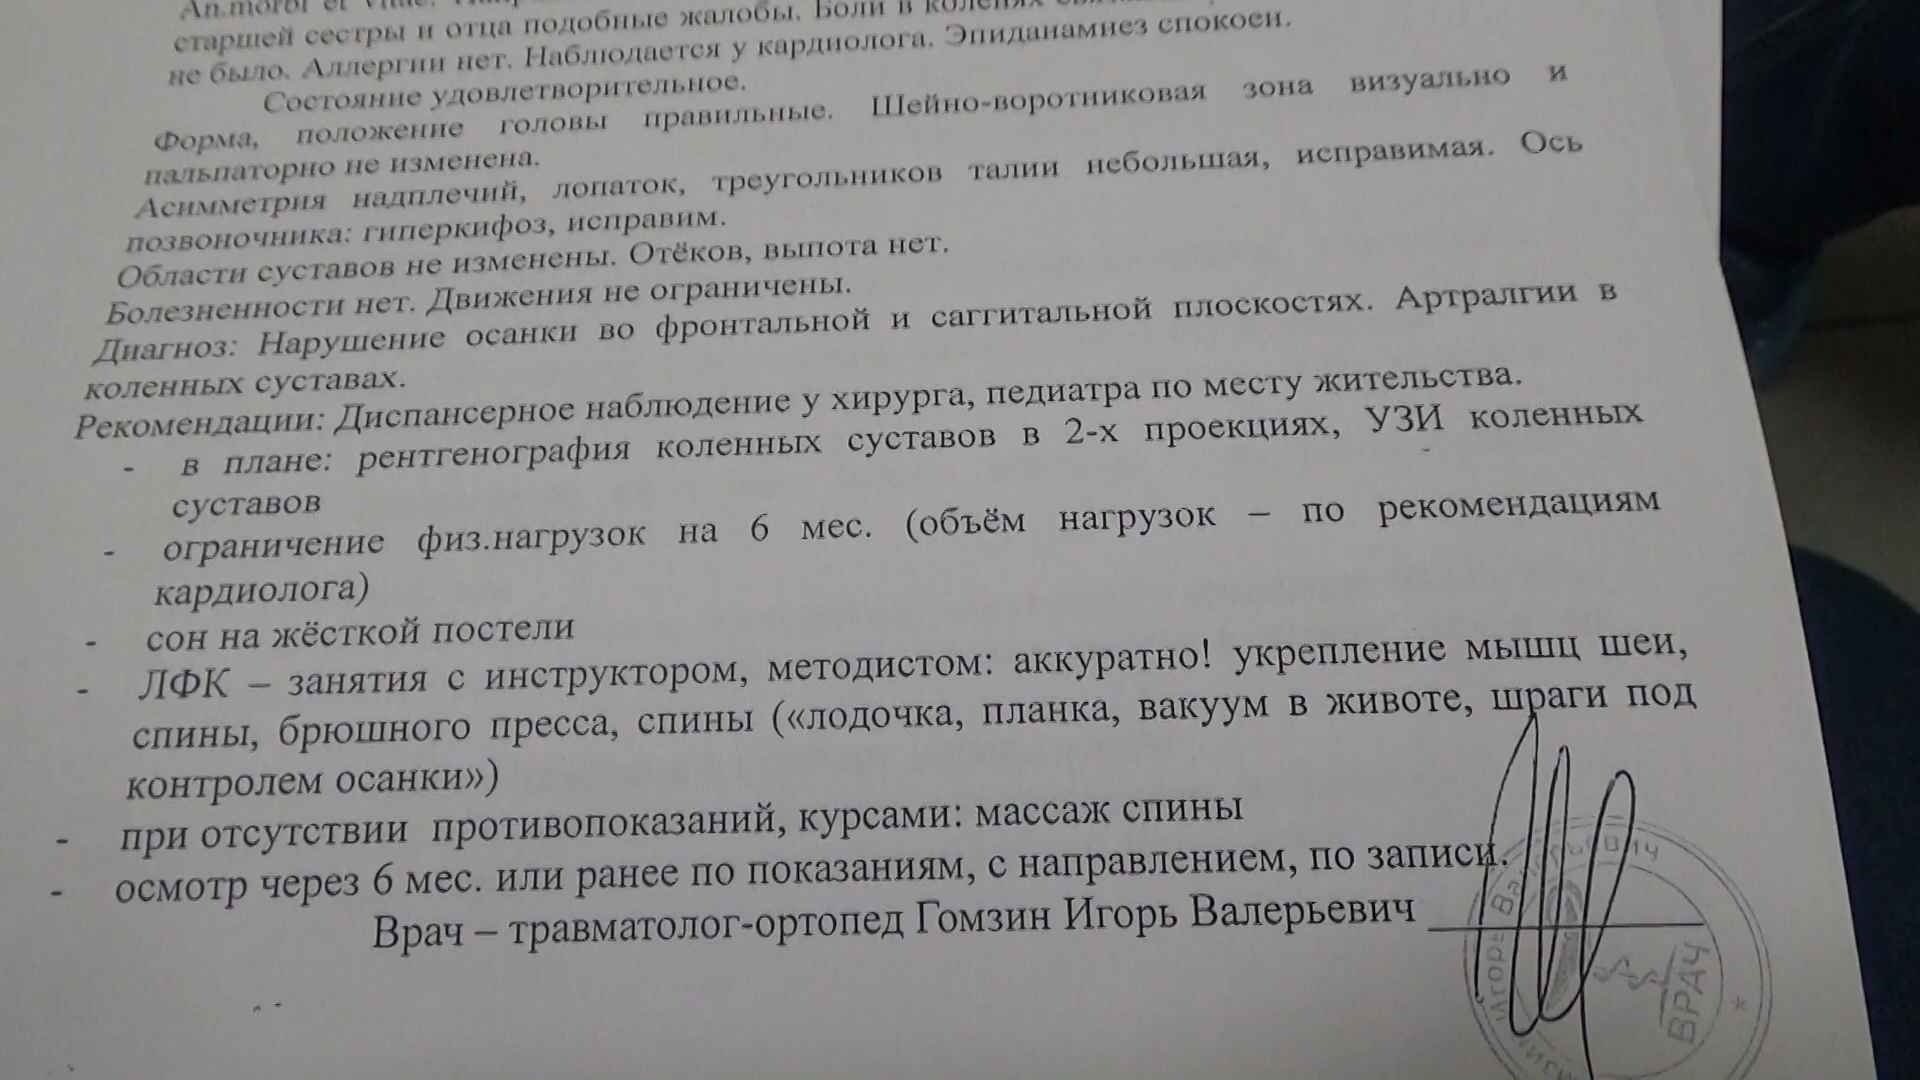 An.morbi et vitae.
старшей сестры и отца подобные жалобы. Боли в коленях
не было. Аллергии нет. Наблюдается у кардиолога. Эпиданамнез спокоен.
Состояние удовлетворительное.
Форма, положение головы правильные. Шейно-воротниковая зона визуально и
пальпаторно не изменена.
Асимметрия надплечий, лопаток, треугольников талии небольшая, исправимая. Ось
позвоночника: гиперкифоз, исправим.
Области суставов не изменены. Отёков, выпота нет.
Болезненности нет. Движения не ограничены.
Диагноз: Нарушение осанки во фронтальной и саггитальной плоскостях. Артралгии в
коленных суставах.
Рекомендации: Диспансерное наблюдение у хирурга, педиатра по месту жительства.
- в плане: рентгенография коленных суставов в 2-х проекциях, УЗИ коленных
суставов
- ограничение физ.нагрузок на 6 мес. (объём нагрузок – по рекомендациям
кардиолога)
- сон на жёсткой постели
- ЛФК – занятия с инструктором, методистом: аккуратно! укрепление мышц шеи,
спины, брюшного пресса, спины («лодочка, планка, вакуум в животе, шраги под
контролем осанки»)
- при отсутствии противопоказаний, курсами: массаж спины
- осмотр через 6 мес. или ранее по показаниям, с направлением, по записи.
Врач – травматолог-ортопед Гомзин Игорь Валерьевич
ВРАЧ